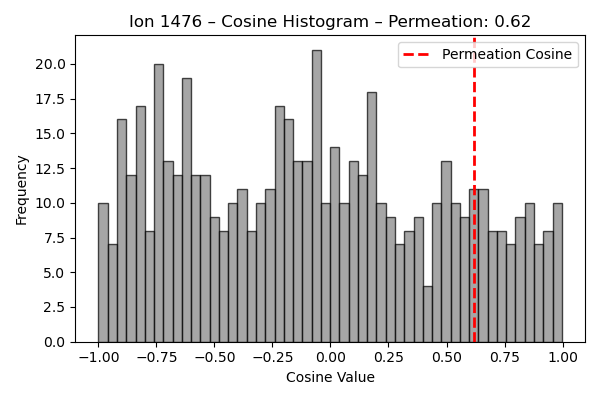 Ion 1476 – Cosine Histogram – Permeation: 0.62
Permeation Cosine
20.0
17.5
15.0
12.5
10.0
7.5
5.0
2.5
0.0
Frequency
−1.00 −0.75 −0.50 −0.25 0.00 0.25 0.50 0.75 1.00
Cosine Value